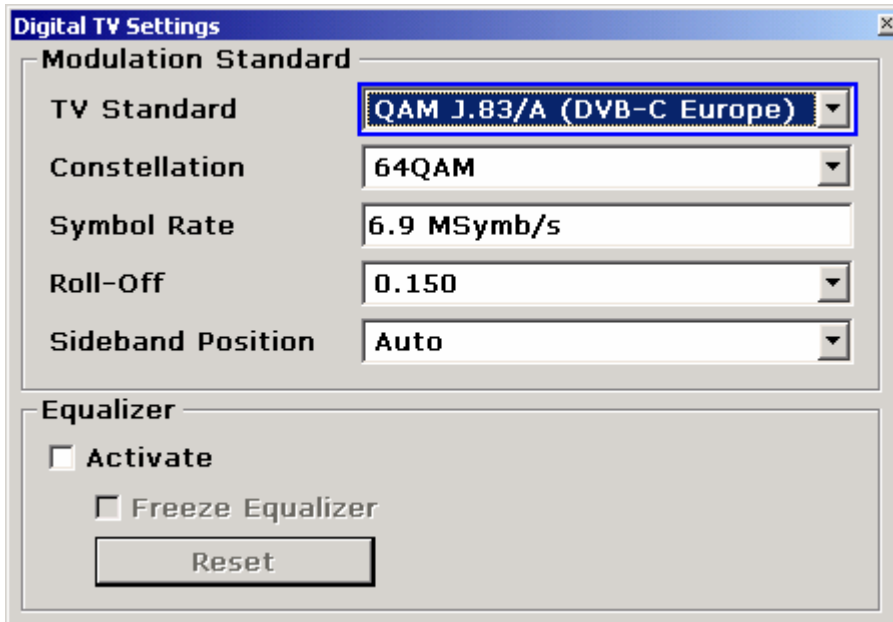 Digital TV Settings
Modulation Standard
TV Standard QAM J.83/A (DVB-C Europe)
Constellation 64QAM
Symbol Rate 6.9 MSymb/s
Roll-Off 0.150
Sideband Position Auto
Equalizer
Activate
Freeze Equalizer
Reset